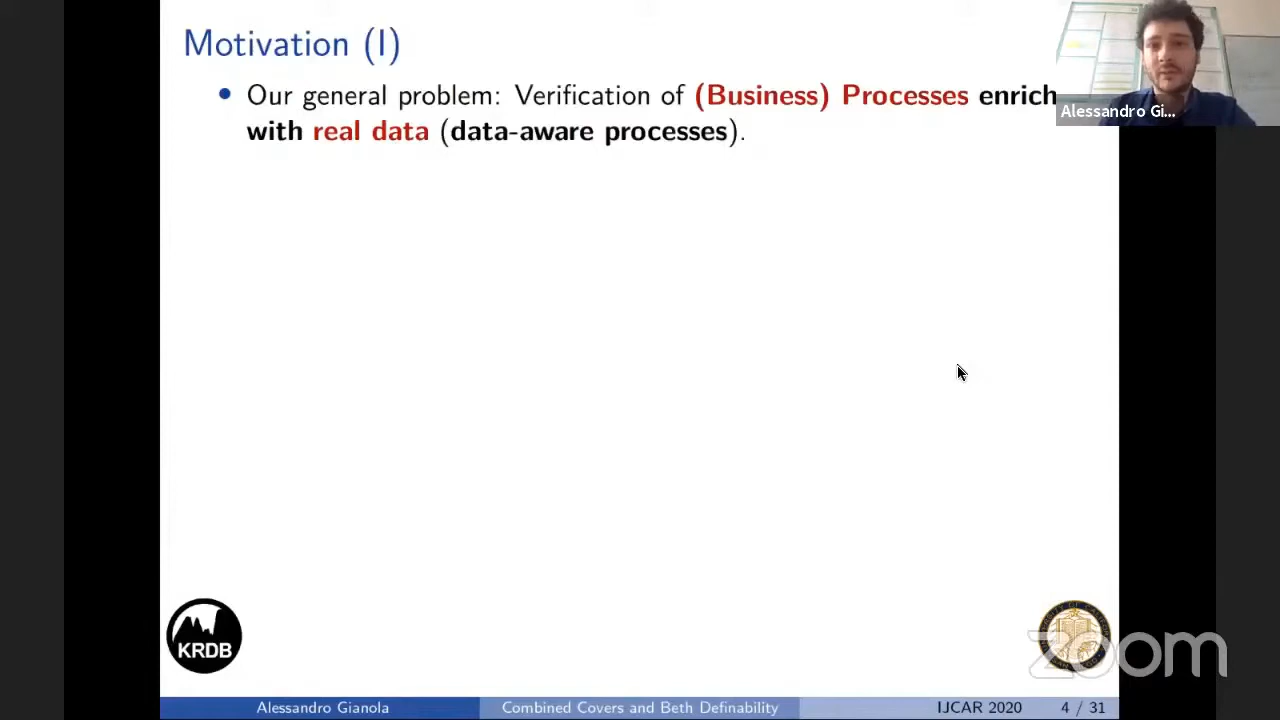 Motivation (I)
• Our general problem: Verification of (Business) Processes enrich
with real data (data-aware processes).
Alessandro Gi...
KRDB
zoom
Alessandro Gianola
Combined Covers and Beth Definability
IJCAR 2020
4 / 31